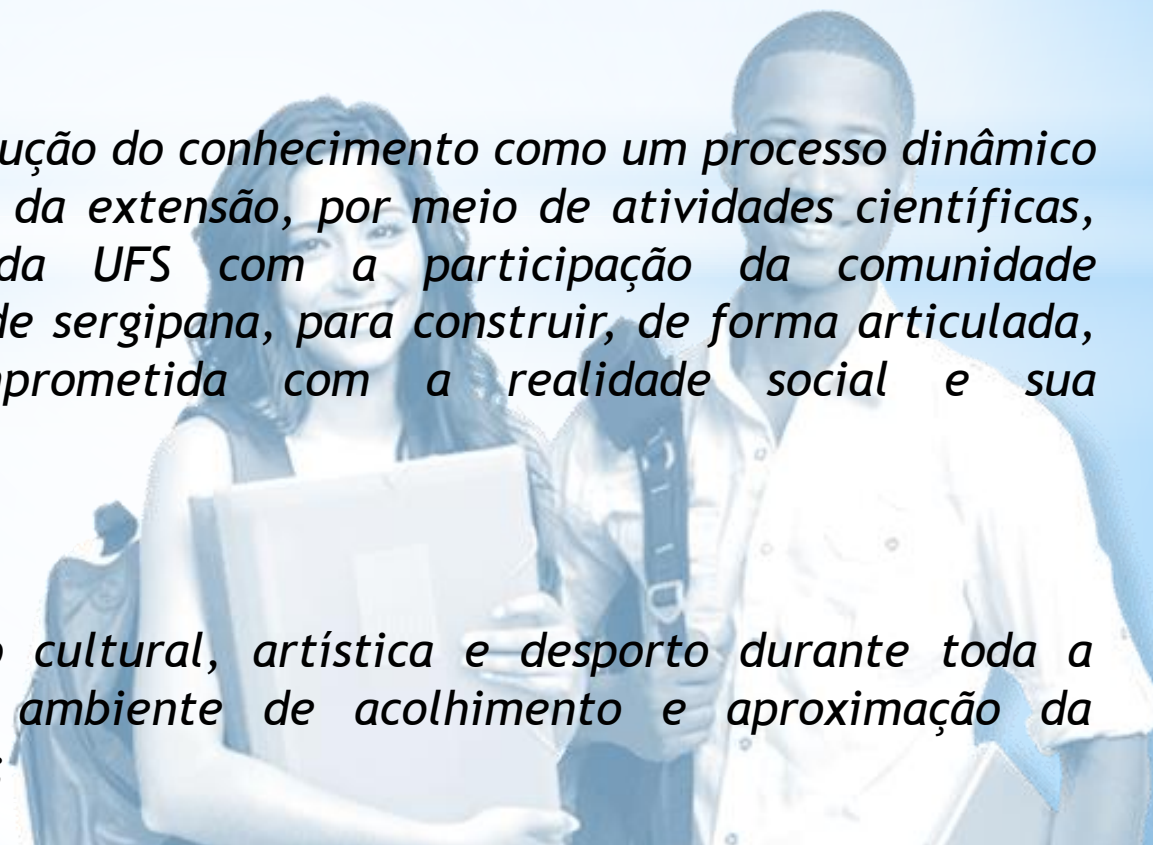 ução do conhecimento como um processo dinâmico
da extensão, por meio de atividades científicas,
da UFS com a participação da comunidade
de sergipana, para construir, de forma articulada,
prometida com a realidade social e sua
cultural, artística e desporto durante toda a
ambiente de acolhimento e aproximação da